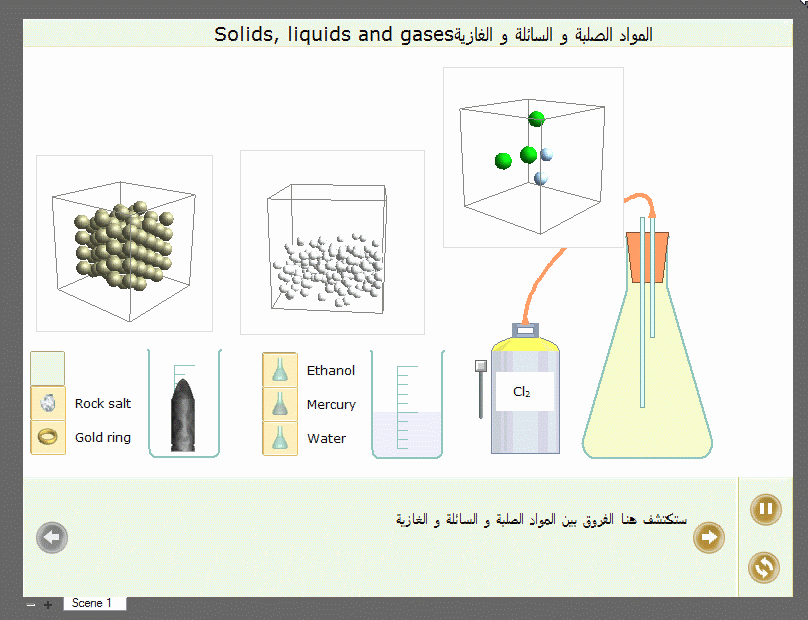 Solids, liquids and gasesالمواد الصلبة و السائلة و الغازية
Rock salt
Gold ring
Ethanol
Mercury
Water
Cl₂
ستكتشف هنا الفروق بين المواد الصلبة و السائلة و الغازية
Scene 1